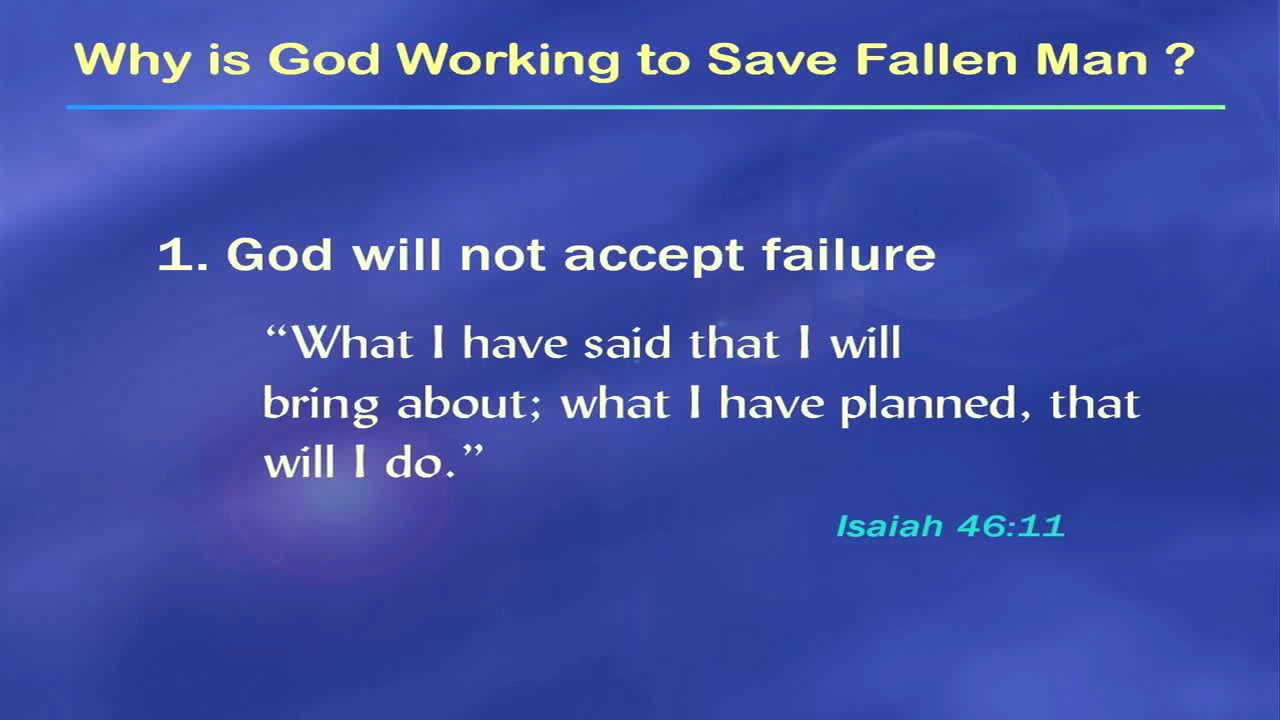 Why is God Working to Save Fallen Man ?
1. God will not accept failure
“What I have said that I will
bring about; what I have planned, that
will I do.”
Isaiah 46:11